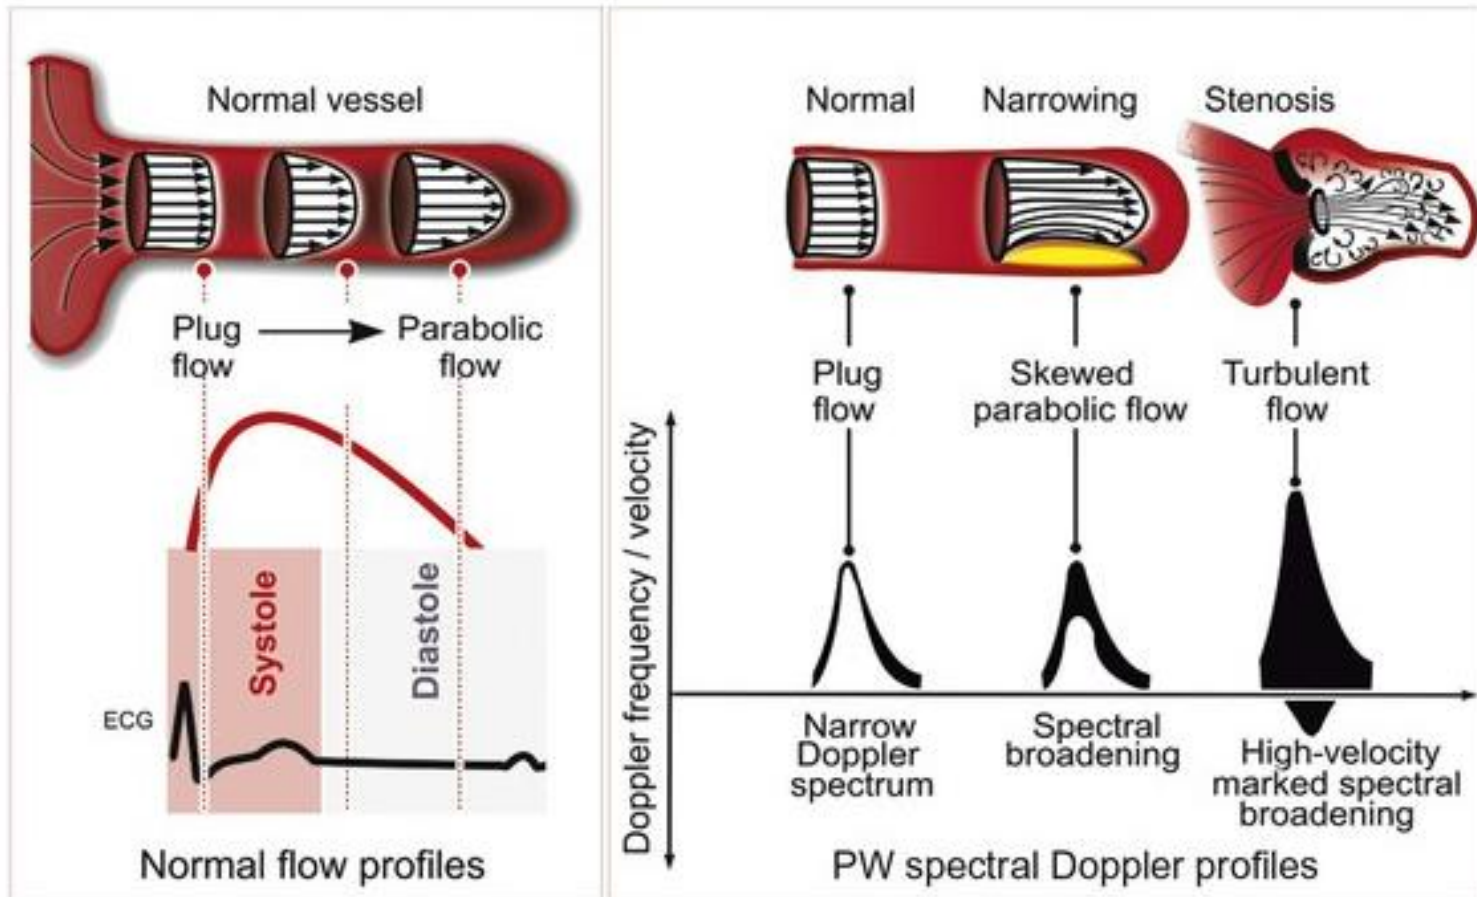 Normal vessel
Plug
flow
Parabolic
flow
Systole
Diastole
ECG
Normal flow profiles
Normal
Narrowing
Stenosis
Plug
flow
Skewed
parabolic flow
Turbulent
flow
Doppler frequency / velocity
Narrow
Doppler
spectrum
Spectral
broadening
High-velocity
marked spectral
broadening
PW spectral Doppler profiles